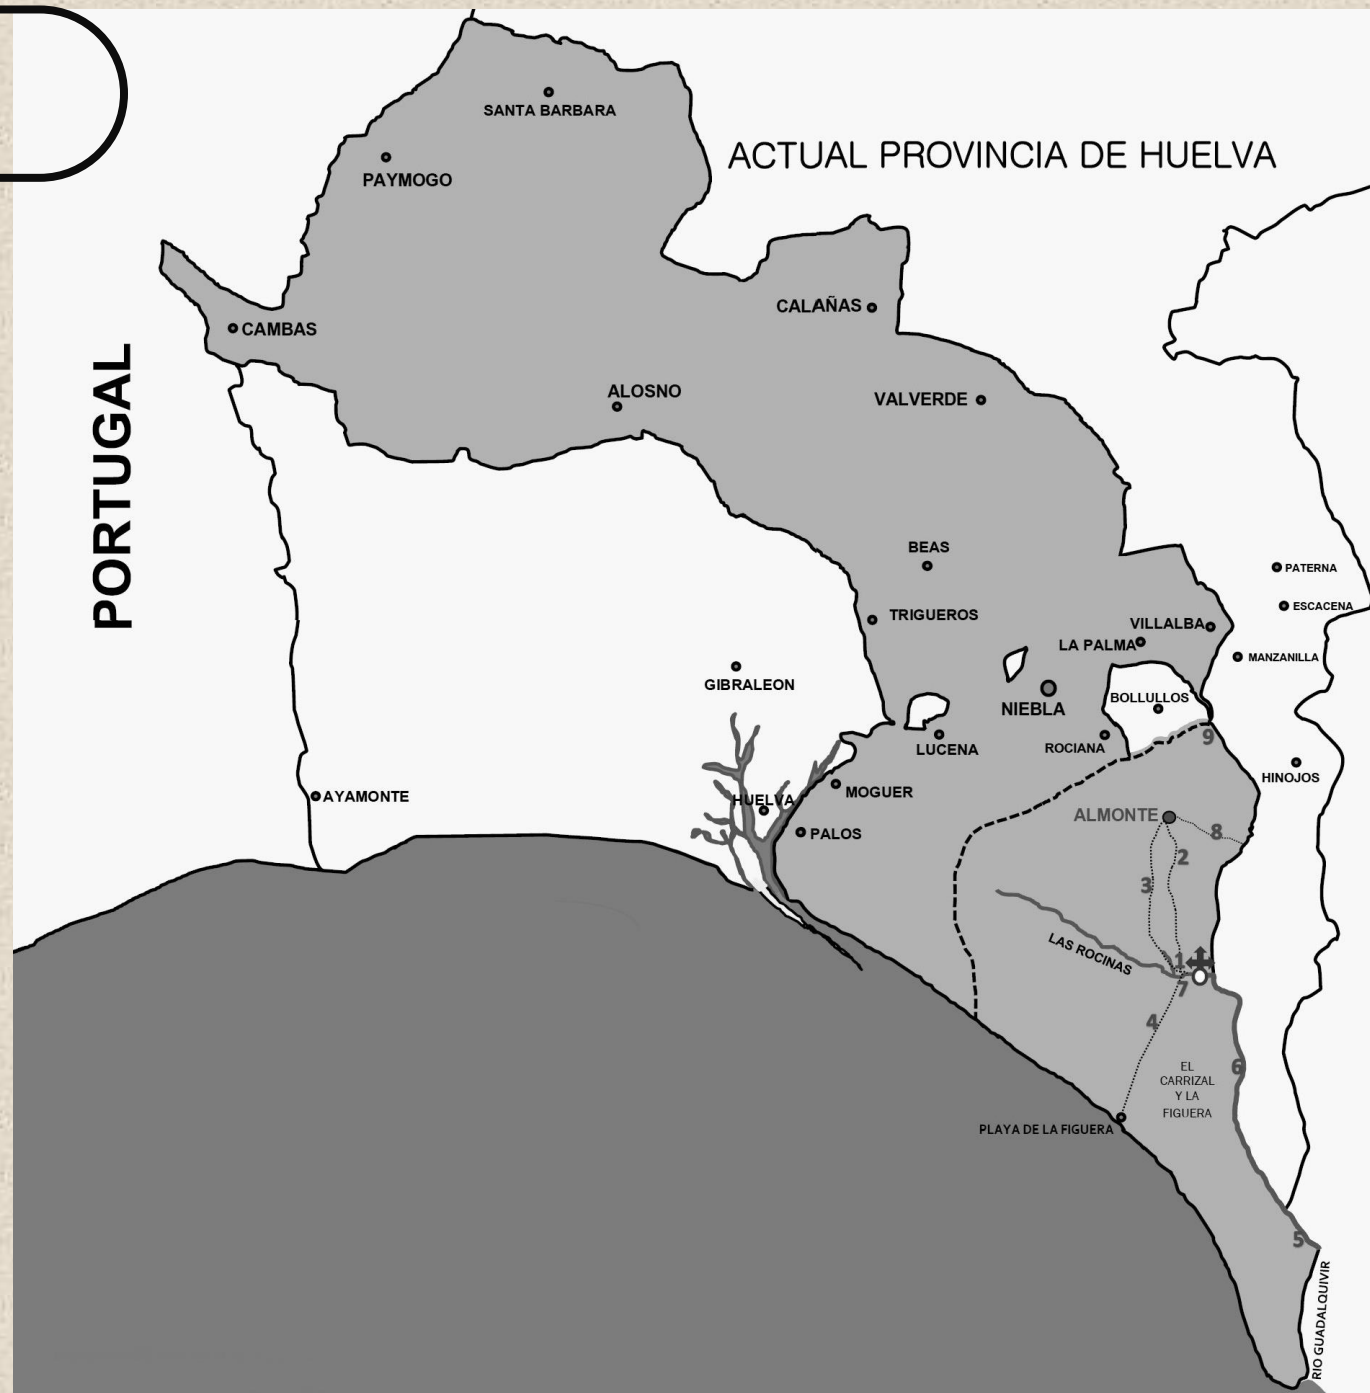 SANTA BARBARA
ACTUAL PROVINCIA DE HUELVA
PAYMOGO
CALAÑAS
CAMBAS
PORTUGAL
ALOSNO
VALVERDE
BEAS
PATERNA
ESCACENA
TRIGUEROS
VILLALBA
LA PALMA
MANZANILLA
GIBRALEON
BOLLULLOS
NIEBLA
LUCENA
ROCIANA
9
HINOJOS
MOGUER
AYAMONTE
HUELVA
PALOS
ALMONTE
8
2
3
LAS ROCINAS
1
7
4
6
EL
CARRIZAL
Y LA
FIGUERA
PLAYA DE LA FIGUERA
5
RIO GUADALQUIVIR